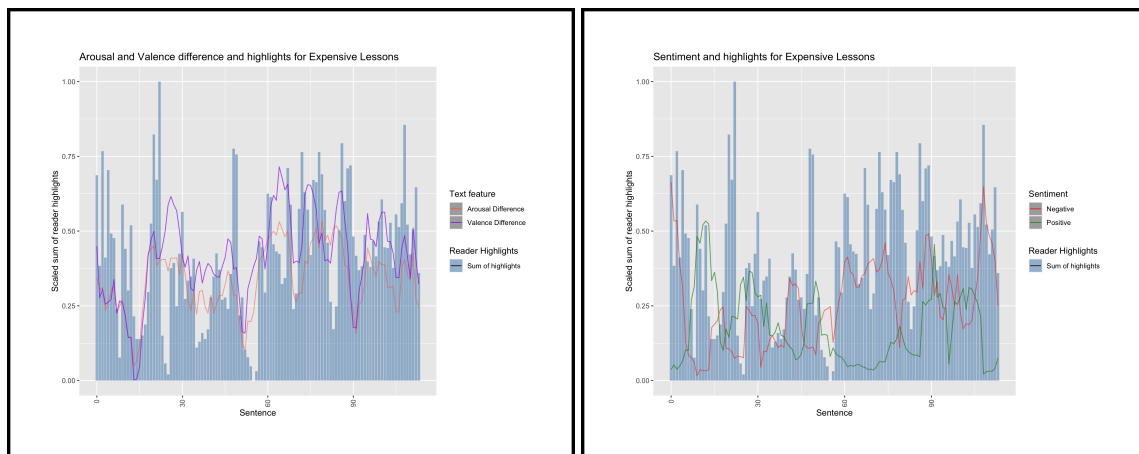 Arousal and Valence difference and highlights for Expensive Lessons
Scaled sum of reader highlights
1.00
0.75
0.50
0.25
0.00
0
30
60
90
Sentence
Text feature
Arousal Difference
Valence Difference
Reader Highlights
Sum of highlights
Sentiment and highlights for Expensive Lessons
Scaled sum of reader highlights
1.00
0.75
0.50
0.25
0.00
0
30
60
90
Sentence
Sentiment
Negative
Positive
Reader Highlights
Sum of highlights